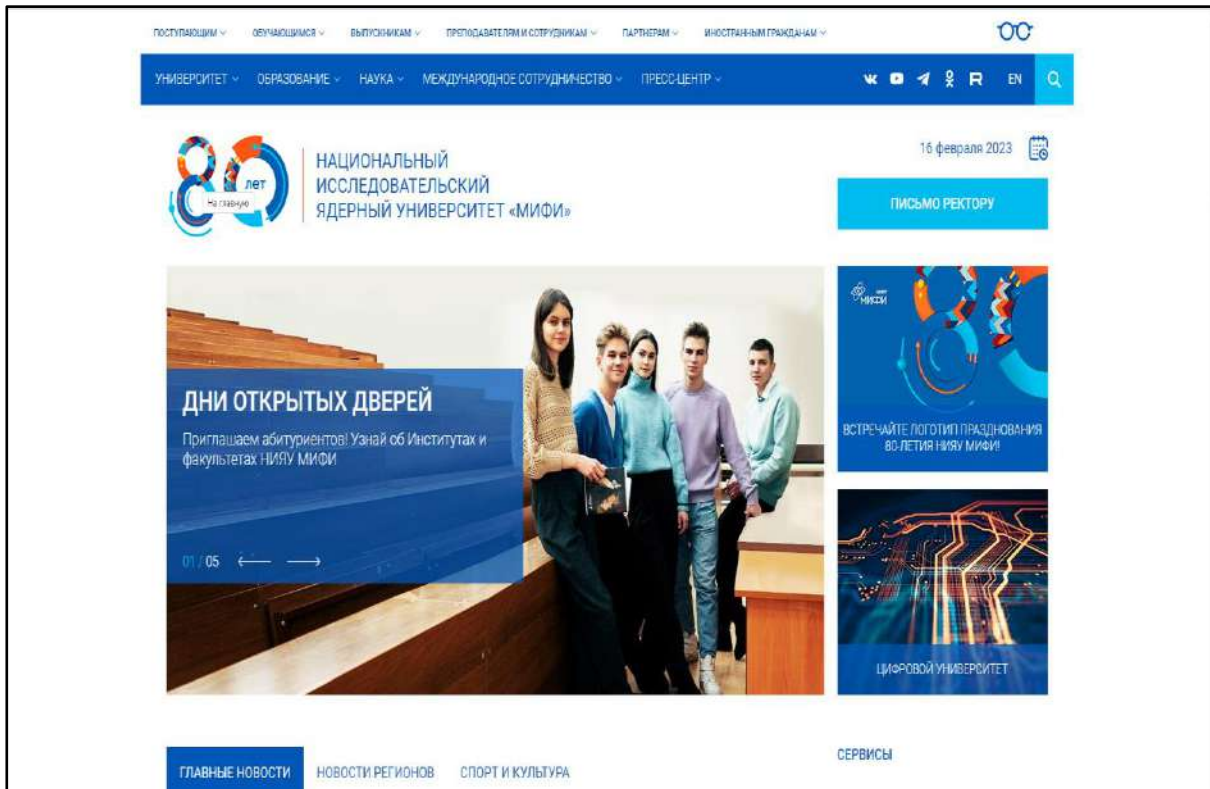 ПОСТУПАЮЩИМ
ОБУЧАЮЩИМСЯ
ВЫПУСКНИКАМ
ПРЕПОДАВАТЕЛЯМ И СОТРУДНИКАМ
ПАРТНЕРАМ
ИНОСТРАННЫМ ГРАЖДАНАМ
УНИВЕРСИТЕТ
ОБРАЗОВАНИЕ
НАУКА
МЕЖДУНАРОДНОЕ СОТРУДНИЧЕСТВО
ПРЕСС-ЦЕНТР
EN
80
лет
На главную
НАЦИОНАЛЬНЫЙ
ИССЛЕДОВАТЕЛЬСКИЙ
ЯДЕРНЫЙ УНИВЕРСИТЕТ «МИФИ»
16 февраля 2023
ПИСЬМО РЕКТОРУ
ДНИ ОТКРЫТЫХ ДВЕРЕЙ
Приглашаем абитуриентов! Узнай об Институтах и
факультетах НИЯУ МИФИ
01 / 05
МИФИ
80
ВСТРЕЧАЙТЕ ЛОГОТИП ПРАЗДНОВАНИЯ
80-ЛЕТИЯ НИЯУ МИФИ!
ЦИФРОВОЙ УНИВЕРСИТЕТ
ГЛАВНЫЕ НОВОСТИ
НОВОСТИ РЕГИОНОВ
СПОРТ И КУЛЬТУРА
СЕРВИСЫ